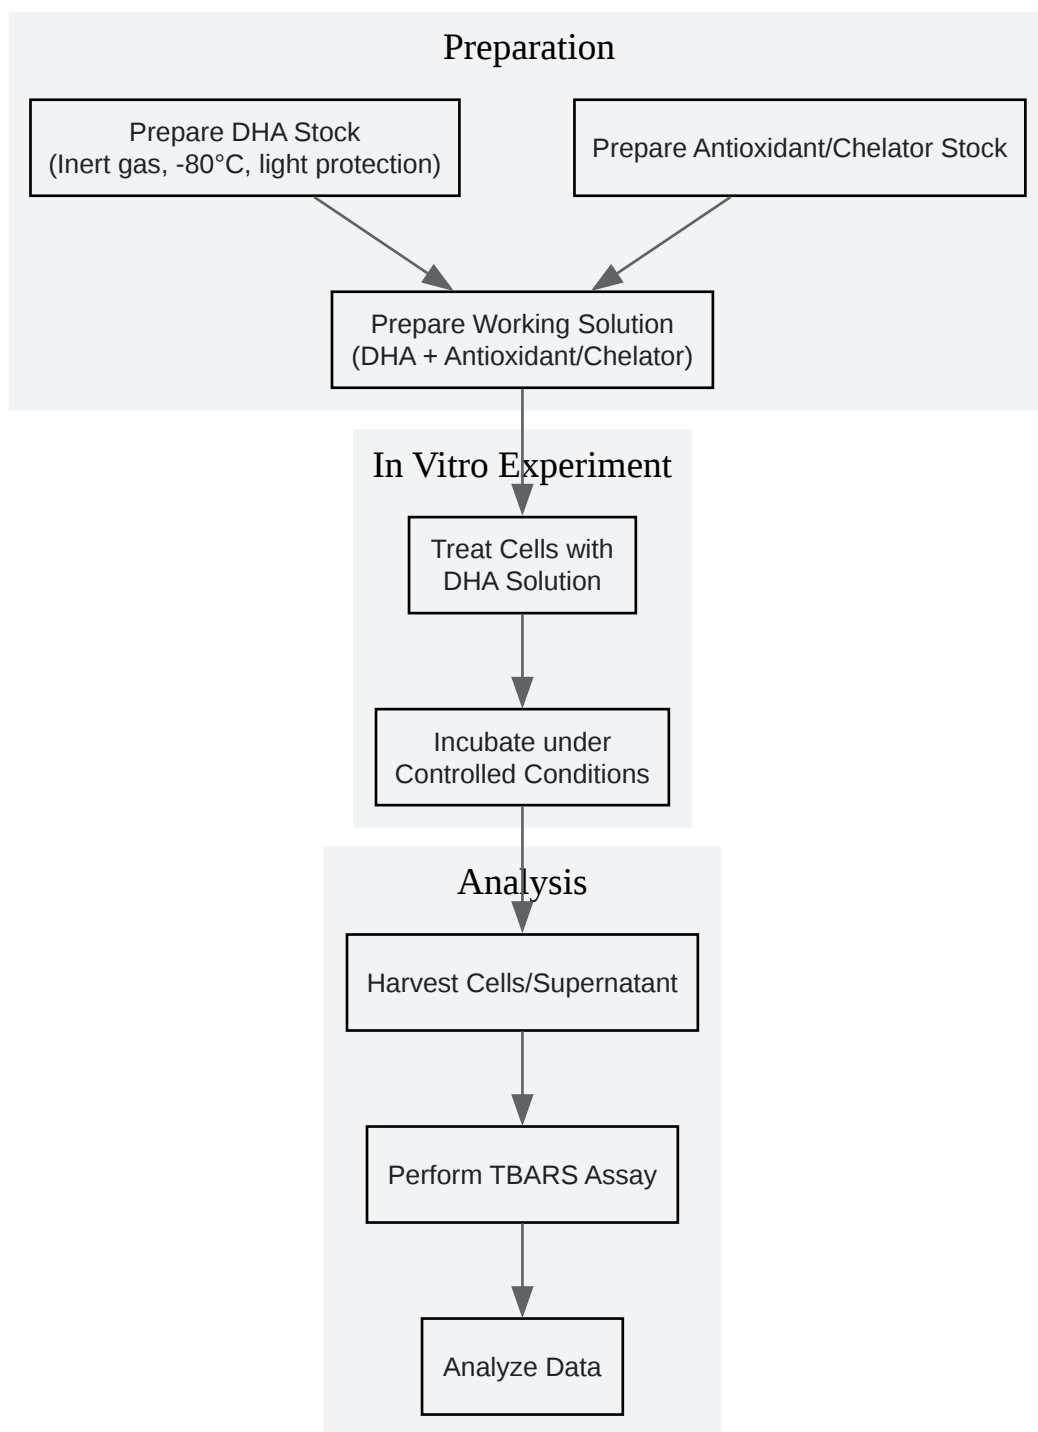 Preparation
Prepare DHA Stock
(Inert gas, -80°C, light protection)
Prepare Antioxidant/Chelator Stock
Prepare Working Solution
(DHA + Antioxidant/Chelator)
In Vitro Experiment
Treat Cells with
DHA Solution
Incubate under
Controlled Conditions
Analysis
Harvest Cells/Supernatant
Perform TBARS Assay
Analyze Data